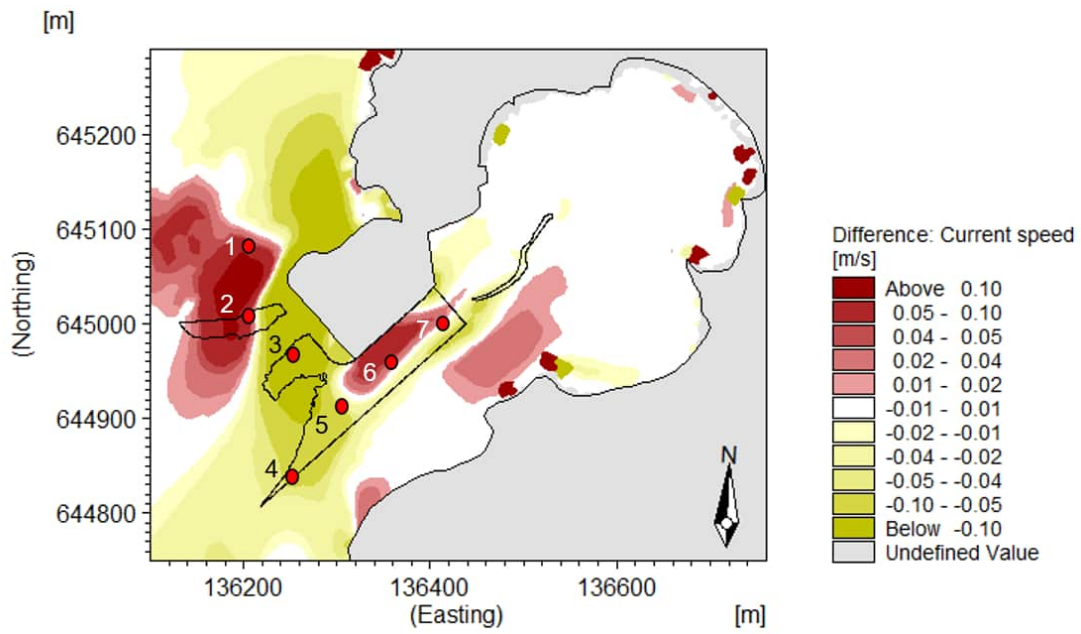 [m]
645200
645100
645000
644900
644800
(Northing)
1
2
3
4
5
6
7
N
136200
136400
136600
(Easting)
[m]
Difference: Current speed
[m/s]
Above 0.10
0.05 - 0.10
0.04 - 0.05
0.02 - 0.04
0.01 - 0.02
-0.01 - 0.01
-0.02 - -0.01
-0.04 - -0.02
-0.05 - -0.04
-0.10 - -0.05
Below -0.10
Undefined Value